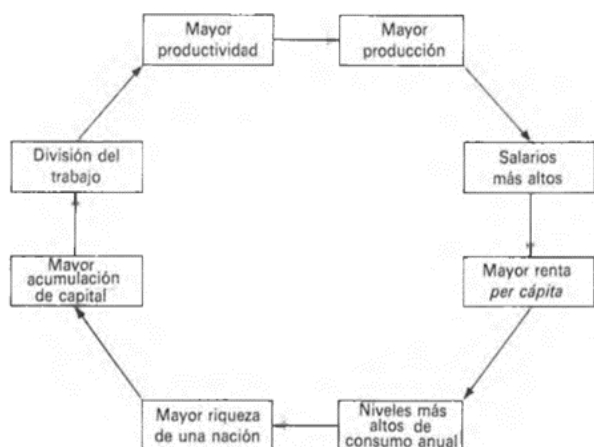 Mayor
productividad
Mayor
producción
Salarios
más altos
Mayor renta
per cápita
Niveles más
altos de
consumo anual
Mayor riqueza
de una nación
Mayor
acumulación
de capital
División del
trabajo